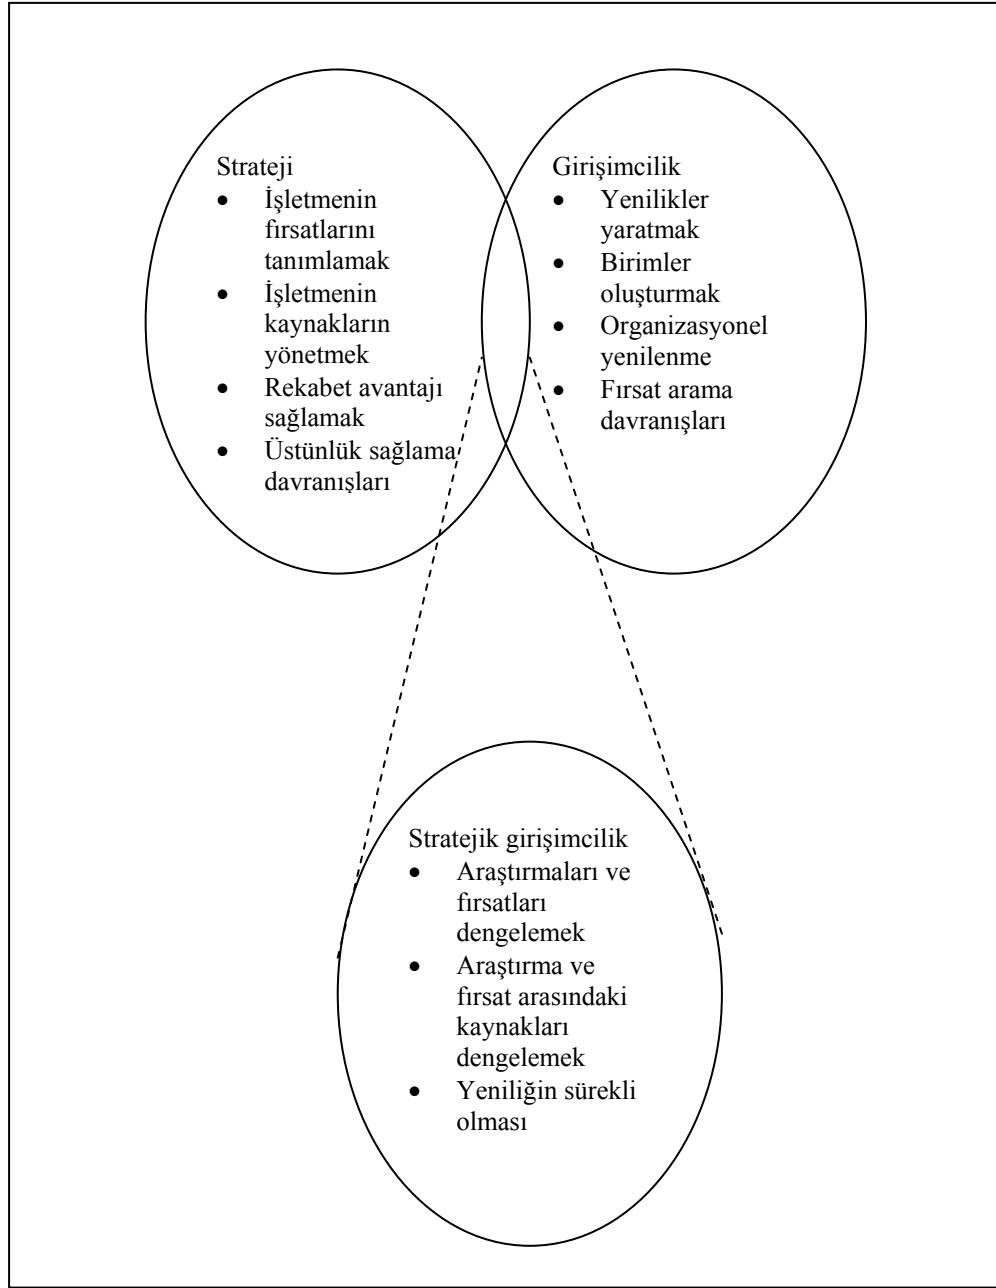 Strateji
• İşletmenin
fırsatlarını
tanımlamak
• İşletmenin
kaynakların
yönetmek
• Rekabet avantajı
sağlamak
• Üstünlük sağlama
davranışları
Girişimcilik
• Yenilikler
yaratmak
• Birimler
oluşturmak
• Organizasyonel
yenilenme
• Fırsat arama
davranışları
Stratejik girişimcilik
• Araştırmaları ve
fırsatları
dengelemek
• Araştırma ve
fırsat arasındaki
kaynakları
dengelemek
• Yeniliğin sürekli
olması